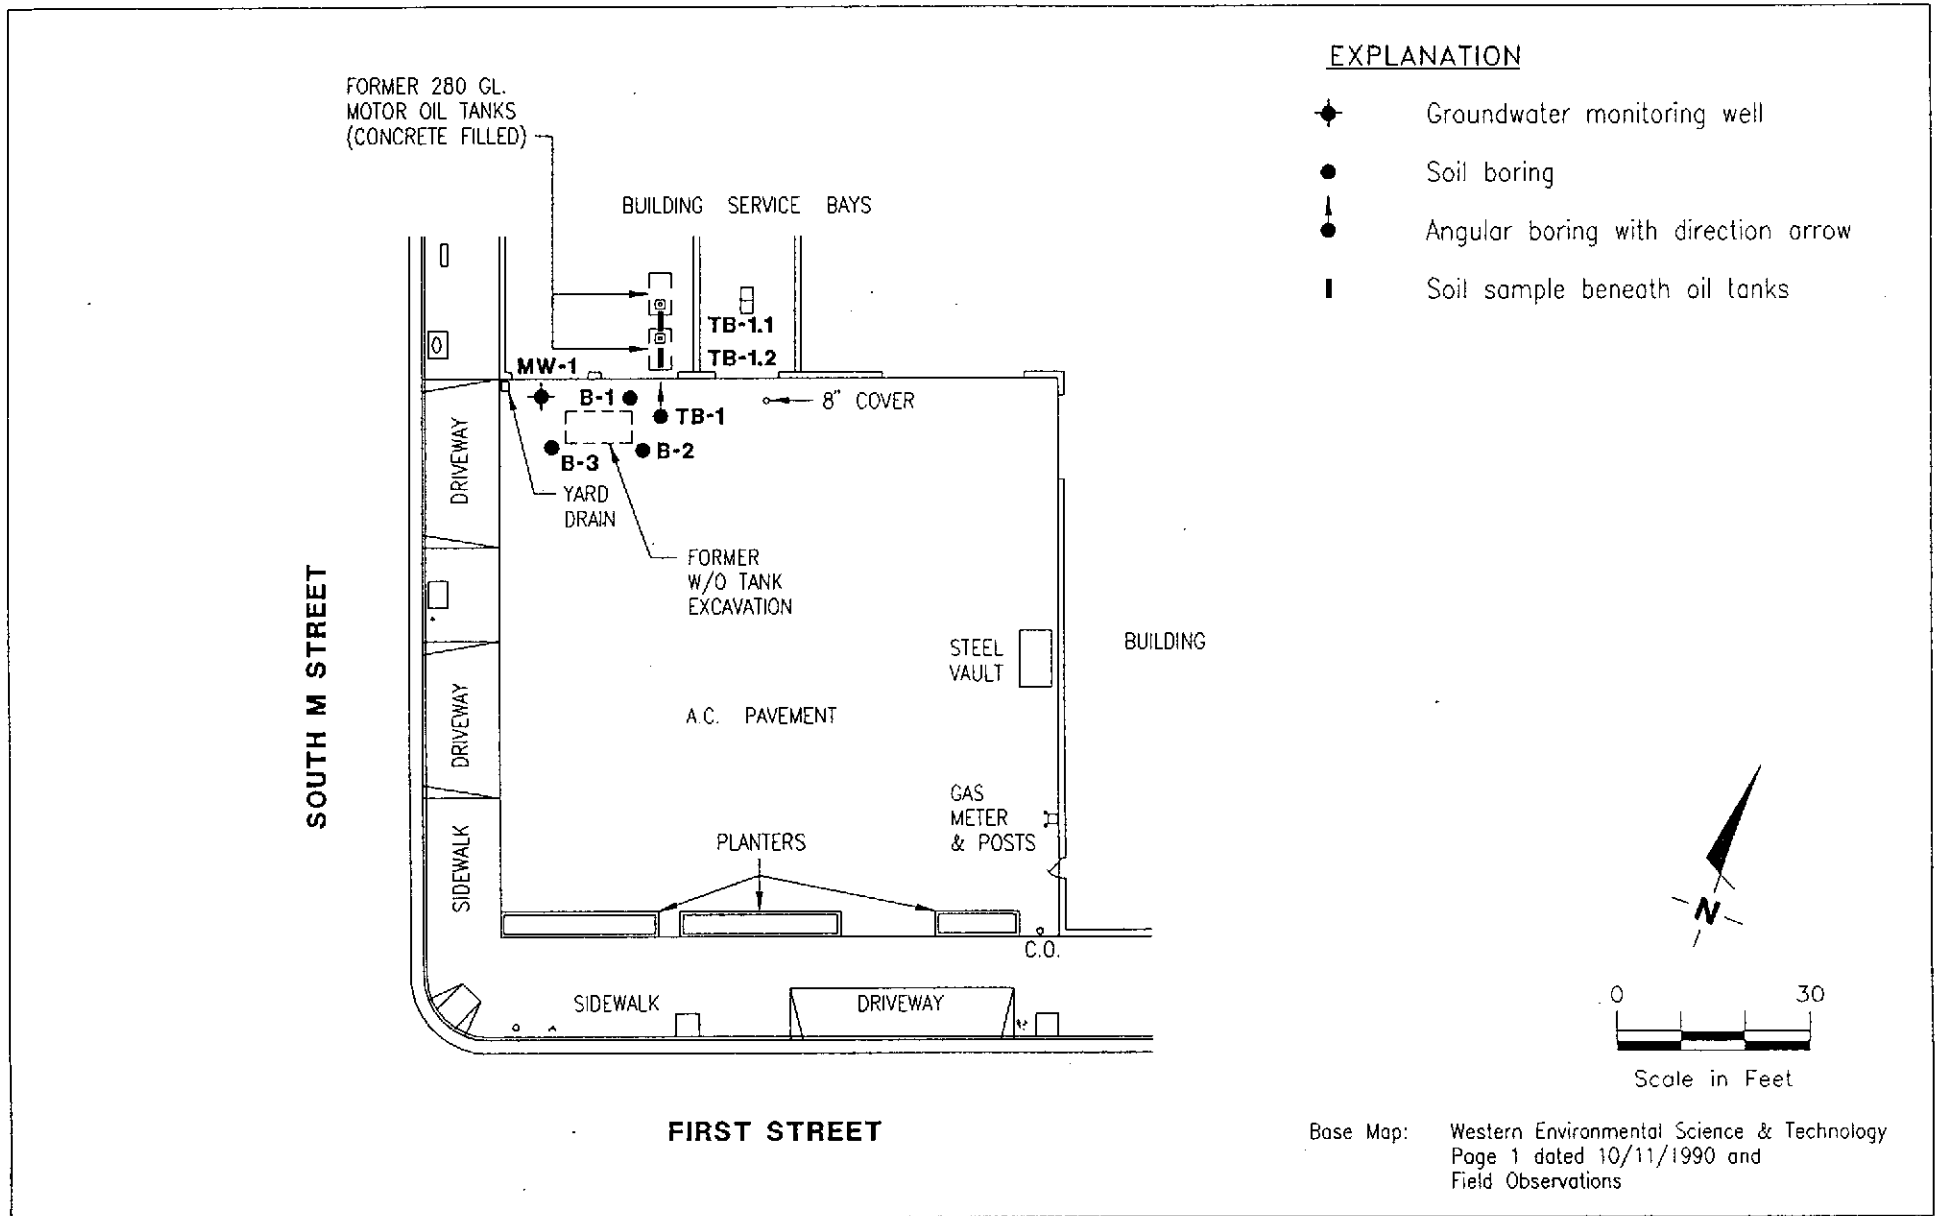 EXPLANATION
Groundwater monitoring well
Soil boring
Angular boring with direction arrow
Soil sample beneath oil tanks
FORMER 280 GL.
MOTOR OIL TANKS
(CONCRETE FILLED)
BUILDING SERVICE BAYS
TB-1.1
TB-1.2
MW-1
B-1
TB-1
8" COVER
B-3
B-2
YARD
DRAIN
FORMER
W/O TANK
EXCAVATION
DRIVEWAY
SOUTH M STREET
STEEL
VAULT
BUILDING
A.C. PAVEMENT
DRIVEWAY
GAS
METER
& POSTS
PLANTERS
SIDEWALK
C.O.
SIDEWALK
DRIVEWAY
FIRST STREET
N
0 30
Scale in Feet
Base Map: Western Environmental Science & Technology
Page 1 dated 10/11/1990 and
Field Observations